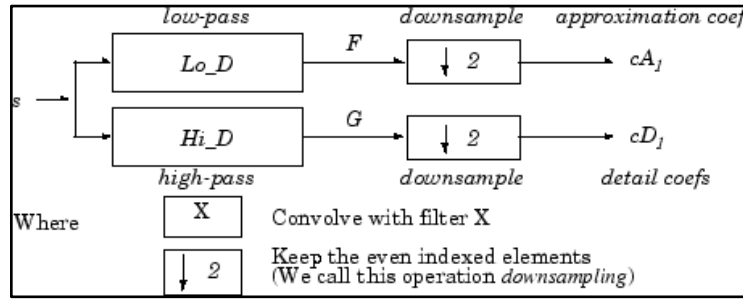 low-pass downsample approximation coef
F
Lo_D ↓ 2 cA1
s
G
Hi_D ↓ 2 cD1
high-pass downsample detail coefs
Where X Convolve with filter X
↓ 2 Keep the even indexed elements
(We call this operation downsampling)